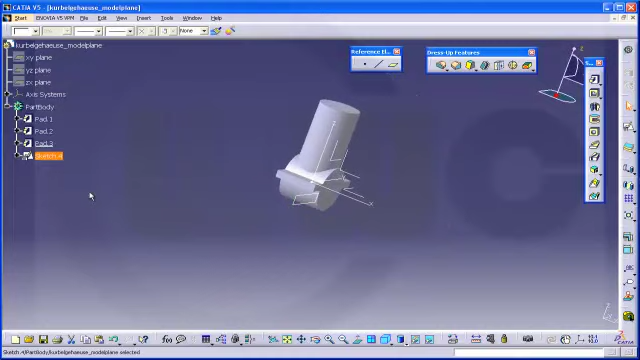 CATIA V5 - [kurbelgehaeuse_modelplane]
Start ENOVIA V5 VPM File Edit View Insert Tools Window Help
None
kurbelgehaeuse_modelplane
Reference El...
Dress-Up Features
S...
xy plane
yz plane
zx plane
Axis Systems
PartBody
Pad.1
Pad.2
Pad.3
Sketch.4
Sketch.4/PartBody/kurbelgehaeuse_modelplane selected
CATIA